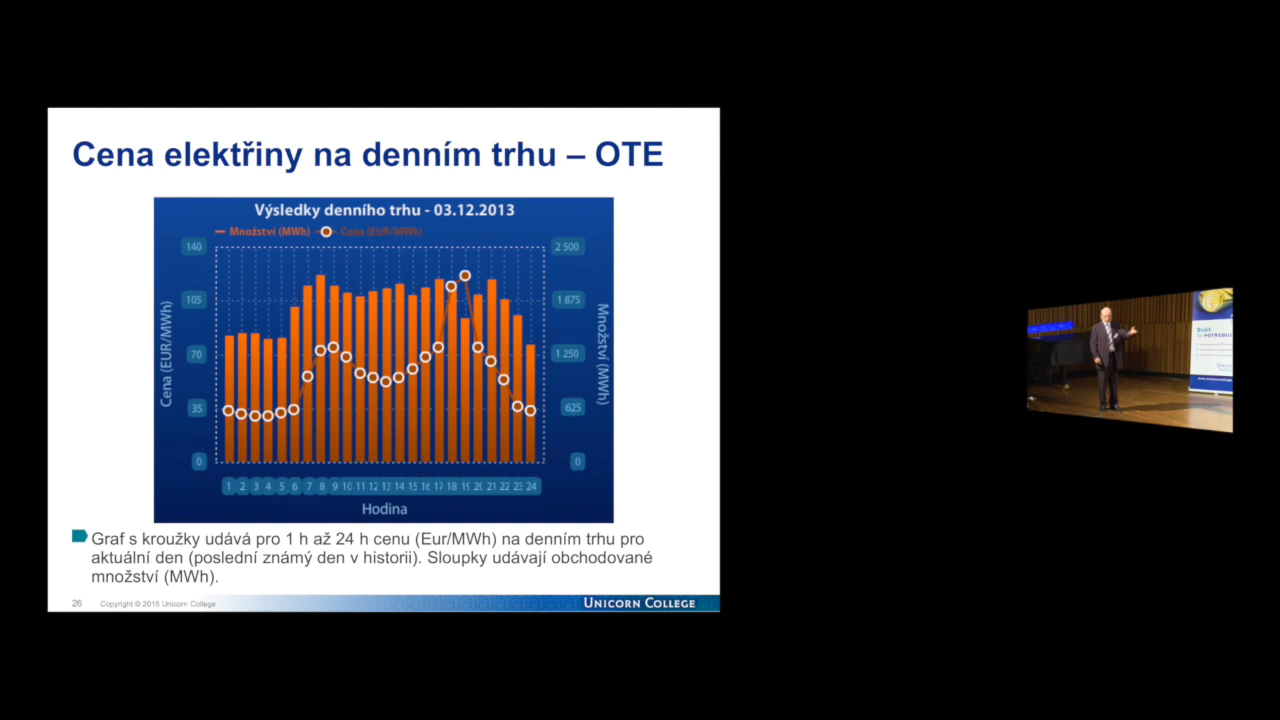 Cena elektřiny na denním trhu – OTE
Výsledky denního trhu - 03.12.2013
Množství (MWh) Cena (EUR/MWh)
140 2 500
105 1 875
70 1 250
35 625
0 0
Cena (EUR/MWh)
Množství (MWh)
1 2 3 4 5 6 7 8 9 10 11 12 13 14 15 16 17 18 19 20 21 22 23 24
Hodina
Graf s kroužky udává pro 1 h až 24 h cenu (Eur/MWh) na denním trhu pro
aktuální den (poslední známý den v historii). Sloupky udávají obchodované
množství (MWh).
26 Copyright © 2015 Unicorn College
UNICORN COLLEGE